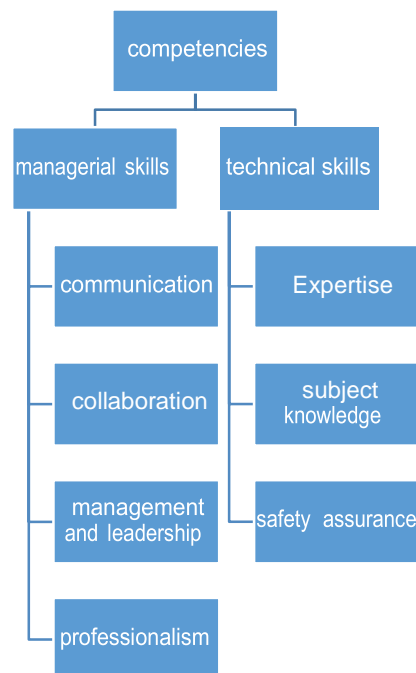 competencies
managerial skills
technical skills
communication
collaboration
management
and leadership
professionalism
Expertise
subject
knowledge
safety assurance